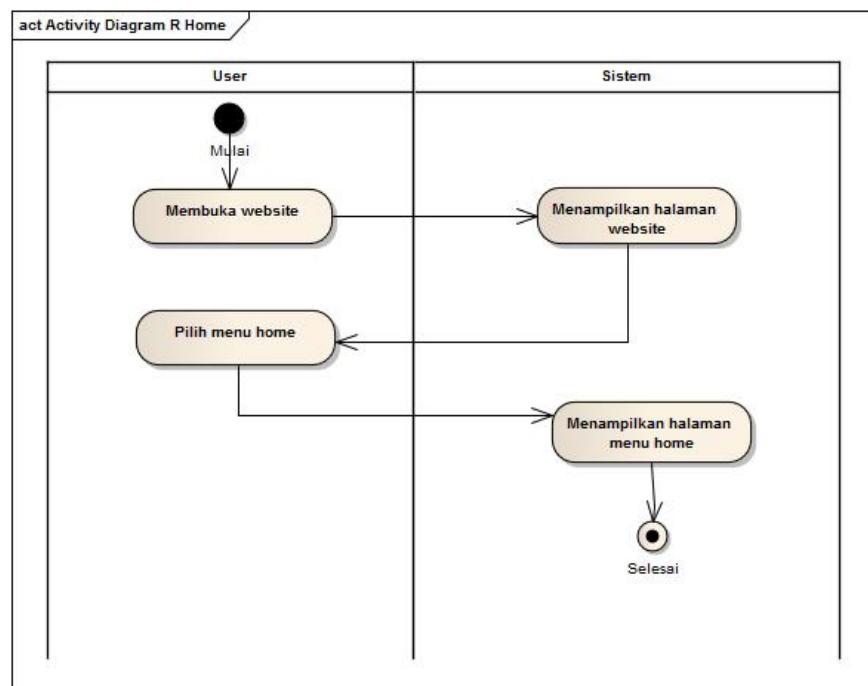 act Activity Diagram R Home
User
Sistem
Mulai
Membuka website
Menampilkan halaman
website
Pilih menu home
Menampilkan halaman
menu home
Selesai